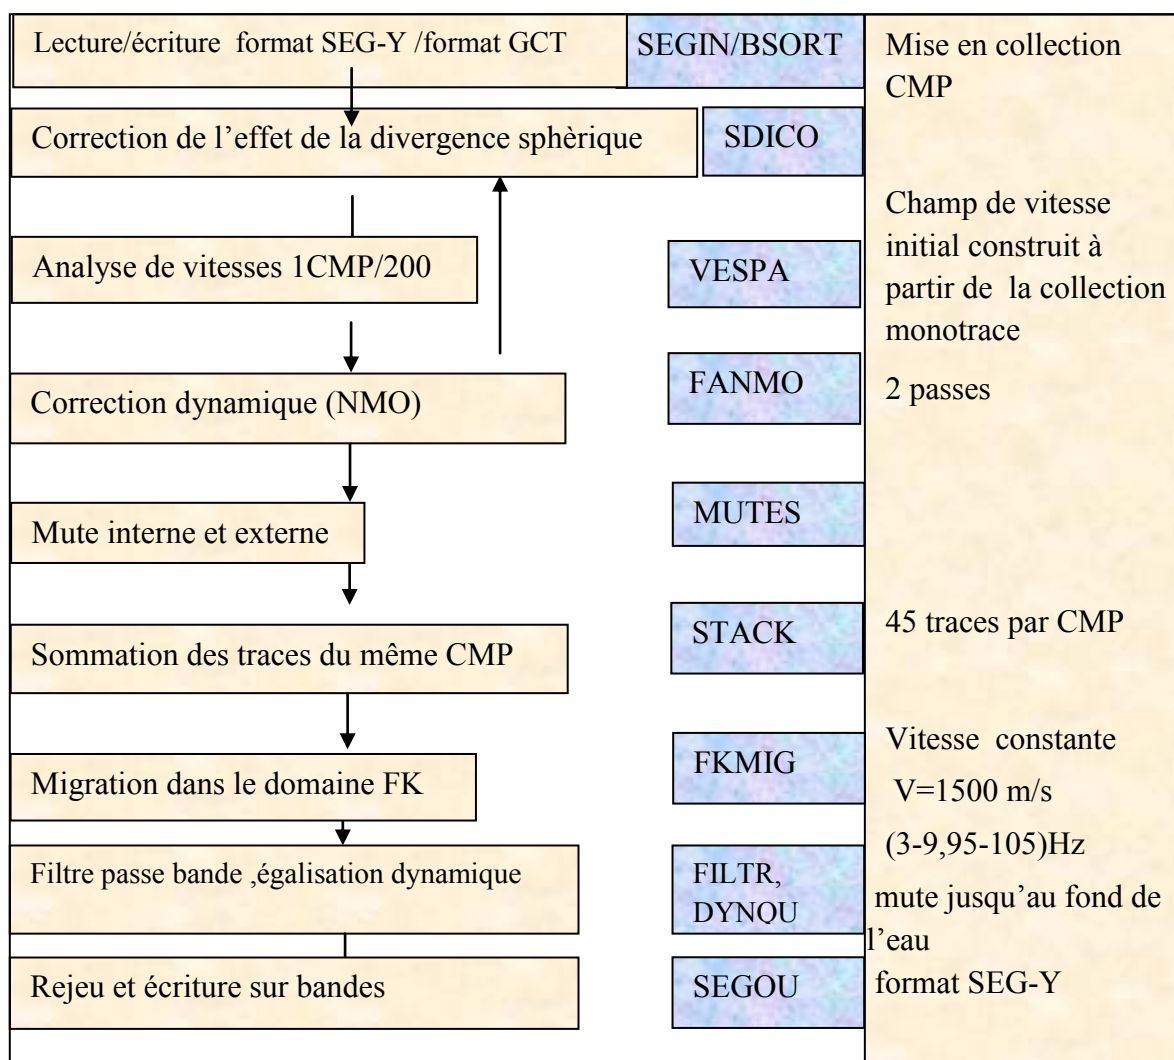 Lecture/écriture format SEG-Y /format GCT
SEGIN/BSORT
Mise en collection
CMP
Correction de l’effet de la divergence sphèrique
SDICO
Analyse de vitesses 1CMP/200
VESPA
Champ de vitesse
initial construit à
partir de la collection
monotrace
Correction dynamique (NMO)
FANMO
2 passes
Mute interne et externe
MUTES
Sommation des traces du même CMP
STACK
45 traces par CMP
Migration dans le domaine FK
FKMIG
Vitesse constante
V=1500 m/s
Filtre passe bande ,égalisation dynamique
FILTR,
DYNQU
(3-9,95-105)Hz
mute jusqu’au fond de
l’eau
Rejeu et écriture sur bandes
SEGOU
format SEG-Y